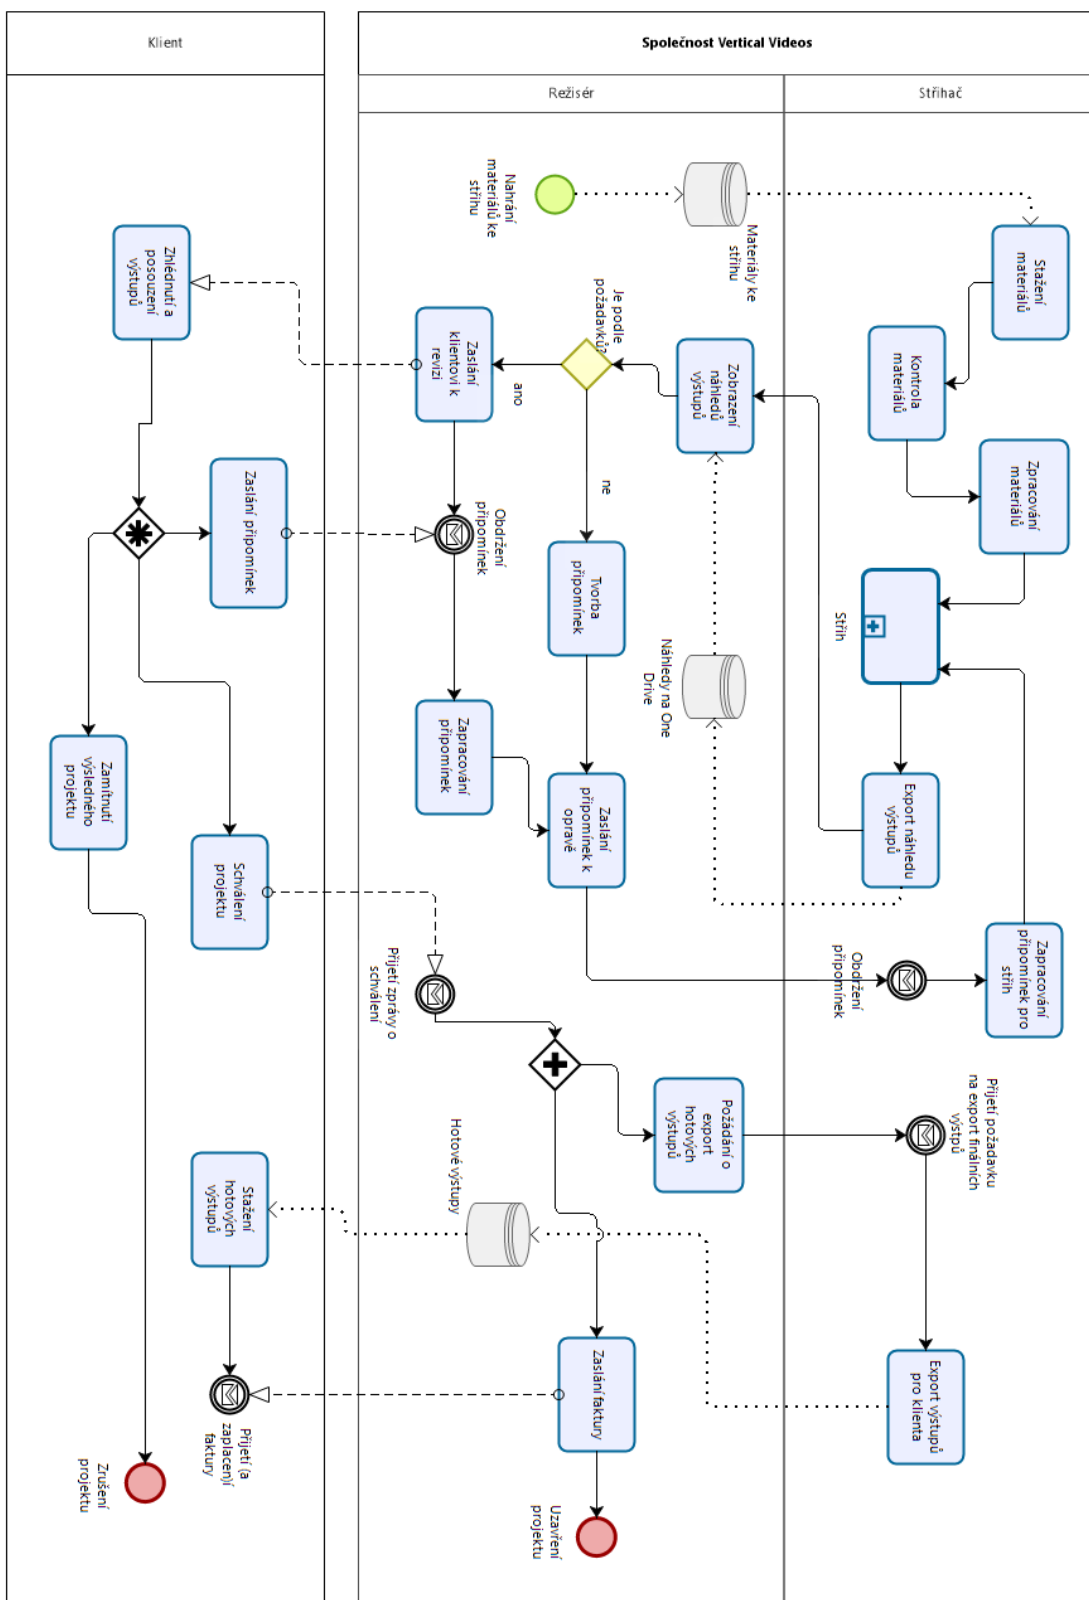 Klient
Společnost Vertical Videos
Režisér
Střihač
Nahrání
materiálů ke
střihu
Materiály ke
střihu
Stažení
materiálů
Kontrola
materiálů
Zpracování
materiálů
Střih
Export náhledu
výstupů
Náhledy na One
Drive
Zobrazení
náhledů
výstupů
Je podle
požadavků?
ano
ne
Zaslání
klientovi k
revizi
Zhlédnutí a
posouzení
výstupů
Zaslání připomínek
Obdržení
připomínek
Tvorba
připomínek
Zapracování
připomínek
Zaslání
připomínek k
opravě
Obdržení
připomínek
Zapracování
připomínek pro
střih
Zamítnutí
výsledného
projektu
Schválení
projektu
Přijetí zprávy o
schválení
Požádání o
export
hotových
výstupů
Přijetí požadavku
na export finálních
výstpů
Hotové výstupy
Stažení
hotových
výstupů
Export výstupů
pro klienta
Zaslání faktury
Přijetí (a
zaplacení)í
faktury
Zrušení
projektu
Uzavření
projektu